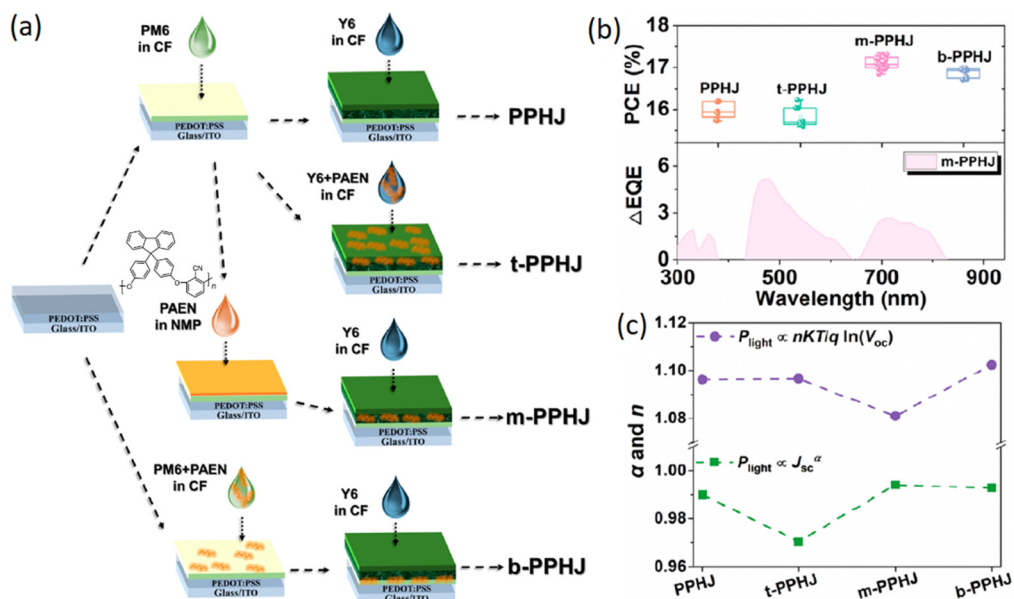 (a)
PM6
in CF
Y6
in CF
PEDOT:PSS
Glass/ITO
PEDOT:PSS
Glass/ITO
PPHJ
Y6+PAEN
in CF
PEDOT:PSS
Glass/ITO
t-PPHJ
O
CN
O
n
PEDOT:PSS
Glass/ITO
PAEN
in NMP
Y6
in CF
PEDOT:PSS
Glass/ITO
PEDOT:PSS
Glass/ITO
m-PPHJ
PM6+PAEN
in CF
Y6
in CF
PEDOT:PSS
Glass/ITO
PEDOT:PSS
Glass/ITO
b-PPHJ
(b)
18
17
16
PCE (%)
PPHJ
t-PPHJ
m-PPHJ
b-PPHJ
m-PPHJ
6
4
2
0
△EQE
300 500 700 900
Wavelength (nm)
(c)
1.12
1.10
1.08
1.00
0.98
0.96
α and n
Plight ∝ nKTiq ln(Voc)
Plight ∝ Jscα
PPHJ t-PPHJ m-PPHJ b-PPHJ